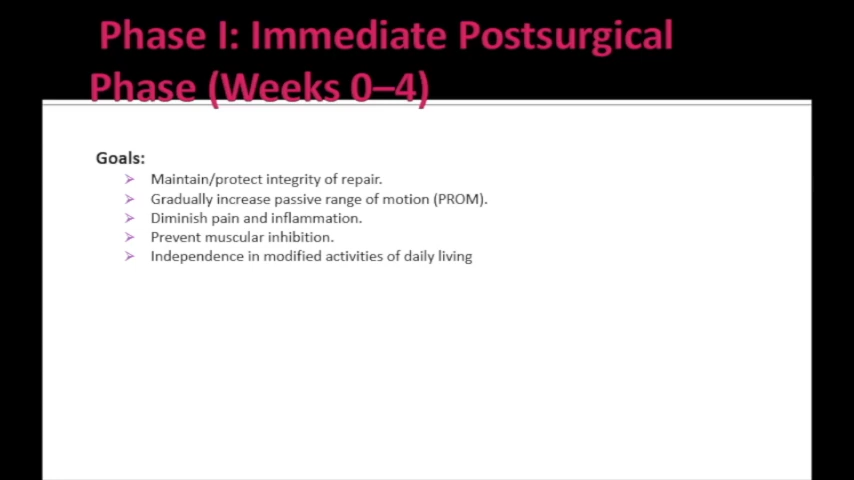 Phase I: Immediate Postsurgical
Phase (Weeks 0–4)
Goals:
Maintain/protect integrity of repair.
Gradually increase passive range of motion (PROM).
Diminish pain and inflammation.
Prevent muscular inhibition.
Independence in modified activities of daily living